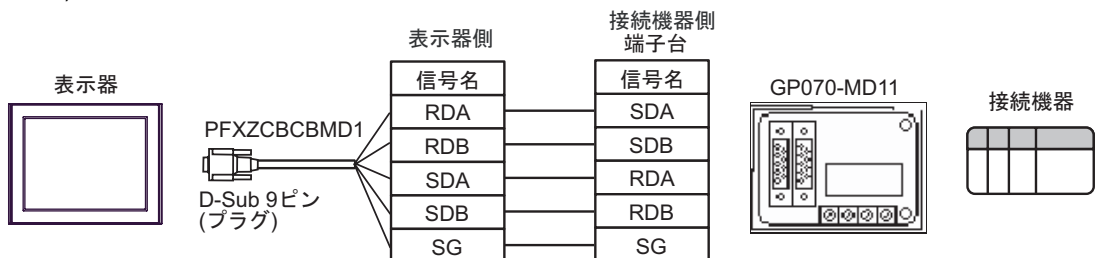 表示器
PFXZCBCBMD1
D-Sub 9ピン
(プラグ)
表示器側
信号名
RDA
RDB
SDA
SDB
SG
接続機器側
端子台
信号名
SDA
SDB
RDA
RDB
SG
GP070-MD11
接続機器